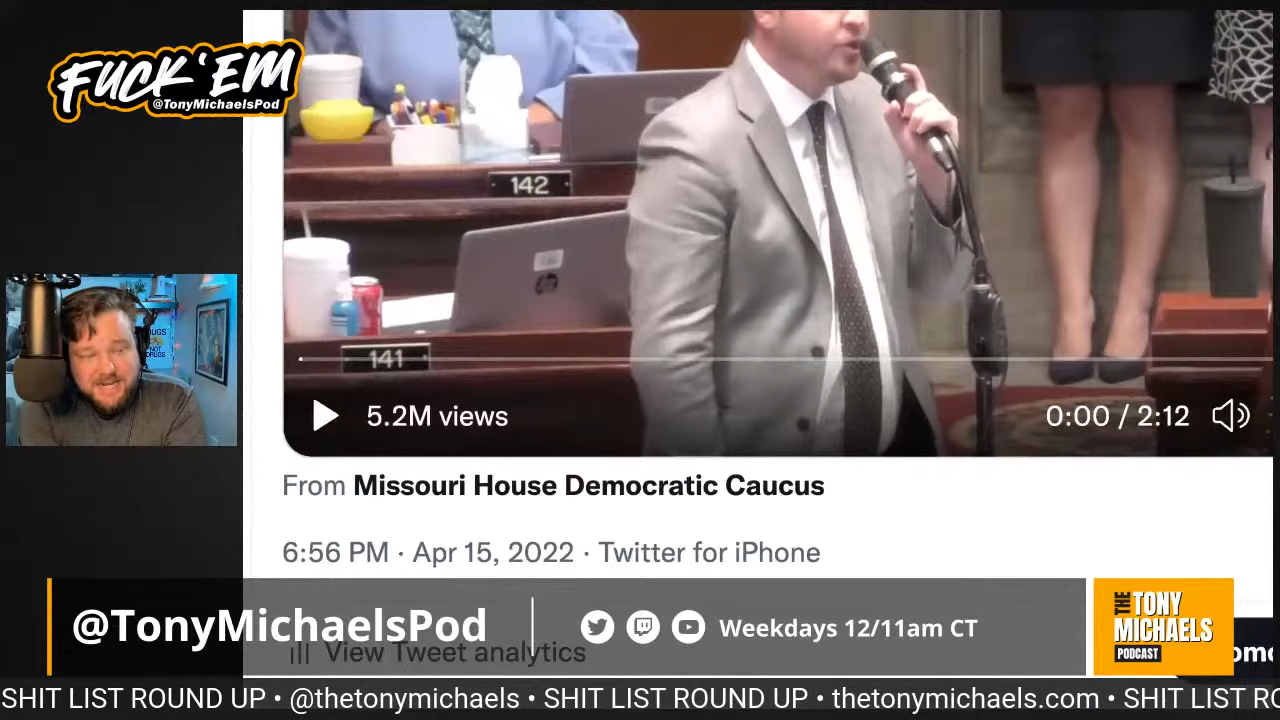 FUCK 'EM
@TonyMichaelsPod
142
141
5.2M views
0:00 / 2:12
From Missouri House Democratic Caucus
6:56 PM · Apr 15, 2022 · Twitter for iPhone
@TonyMichaelsPod
Weekdays 12/11am CT
THE TONY
MICHAELS
PODCAST
View Tweet analytics
SHIT LIST ROUND UP • @thetonymichaels • SHIT LIST ROUND UP • thetonymichaels.com • SHIT LIST RO